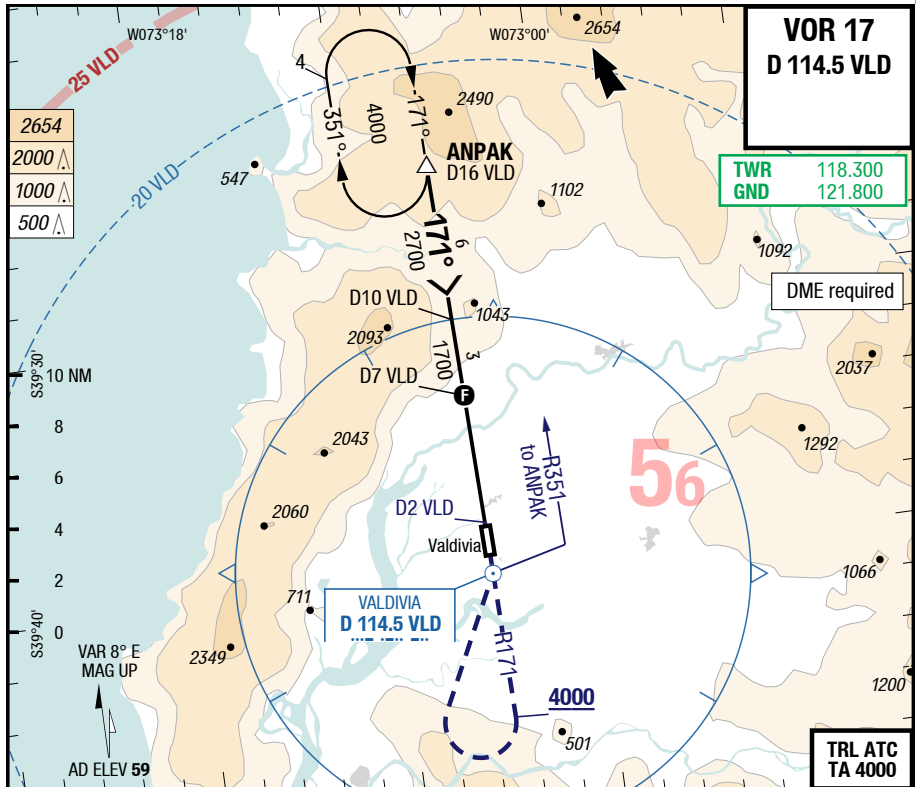 W073°18'
W073°00'
2654
VOR 17
D 114.5 VLD
25 VLD
4
171°
2490
4000
351°
2654
2000
1000
500
547
20 VLD
ANPAK
D16 VLD
TWR 118.300
GND 121.800
1102
171°
6
2700
1092
DME required
D10 VLD
1043
2093
3
1700
2037
S39°30'
10 NM
D7 VLD
F
8
2043
1292
R351
to ANPAK
56
6
2060
D2 VLD
4
Valdivia
1066
2
711
VALDIVIA
D 114.5 VLD
S39°40'
0
2349
R171
VAR 8° E
MAG UP
4000
1200
501
AD ELEV 59
TRL ATC
TA 4000